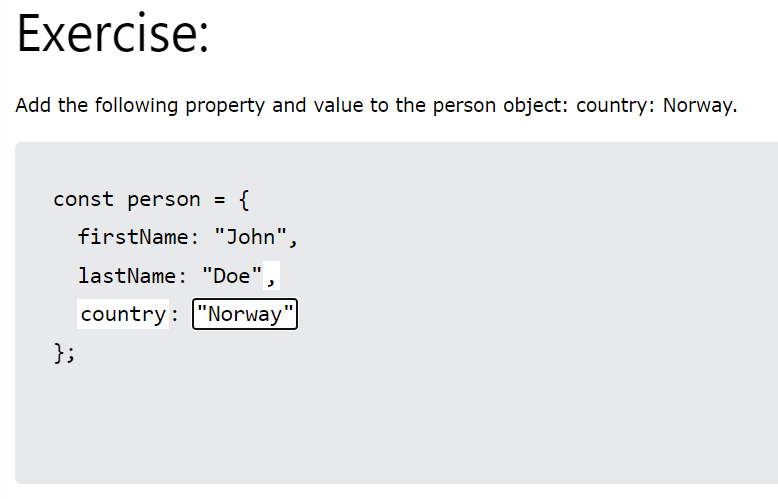 Exercise:
Add the following property and value to the person object: country: Norway.
const person = {
firstName: "John",
lastName: "Doe",
country: "Norway"
};